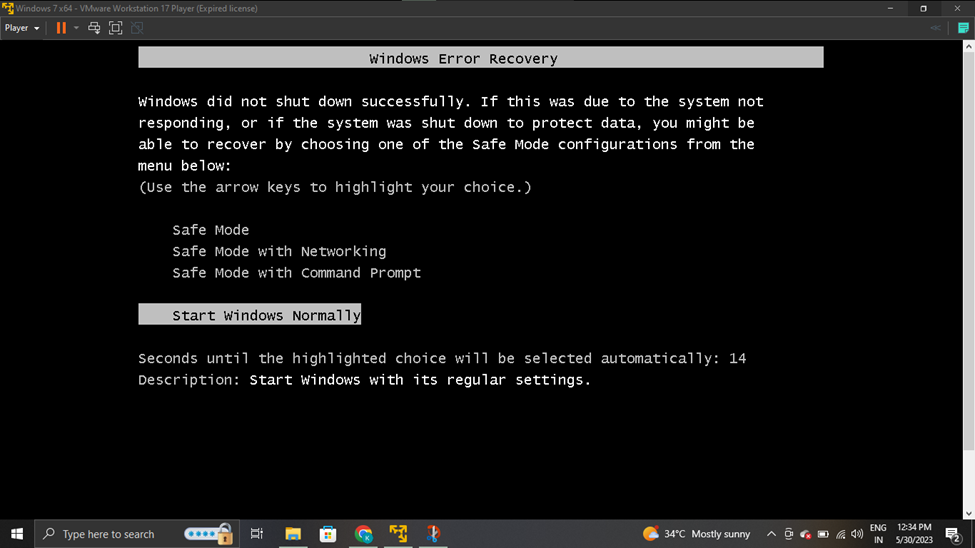 Windows 7 x64 - VMware Workstation 17 Player (Expired license)
Player
Windows Error Recovery
Windows did not shut down successfully. If this was due to the system not
responding, or if the system was shut down to protect data, you might be
able to recover by choosing one of the Safe Mode configurations from the
menu below:
(Use the arrow keys to highlight your choice.)
Safe Mode
Safe Mode with Networking
Safe Mode with Command Prompt
Start Windows Normally
Seconds until the highlighted choice will be selected automatically: 14
Description: Start Windows with its regular settings.
Type here to search
K
34°C Mostly sunny
ENG
IN
12:34 PM
5/30/2023
2